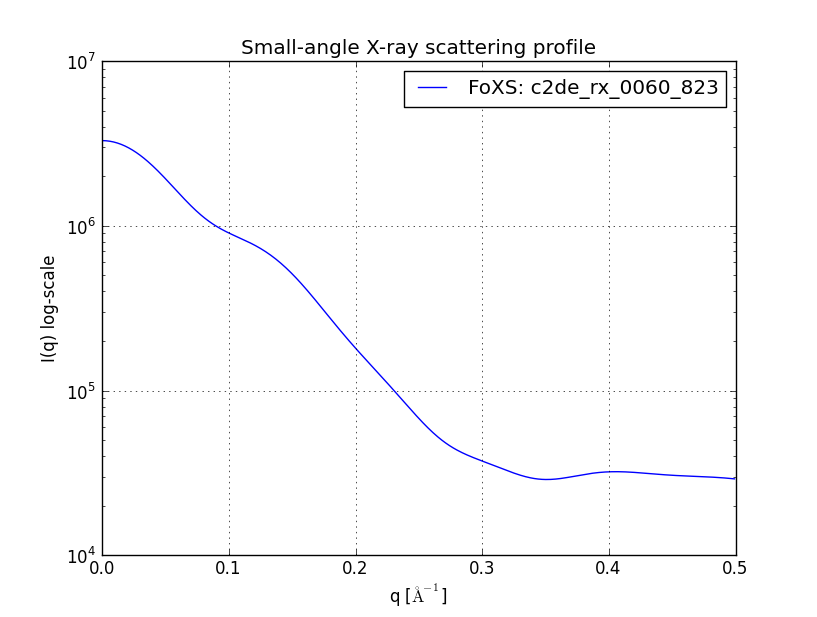 Small-angle X-ray scattering profile
FoXS: c2de_rx_0060_823
I(q) log-scale
10^7
10^6
10^5
10^4
0.0 0.1 0.2 0.3 0.4 0.5
q [Å^{-1}]